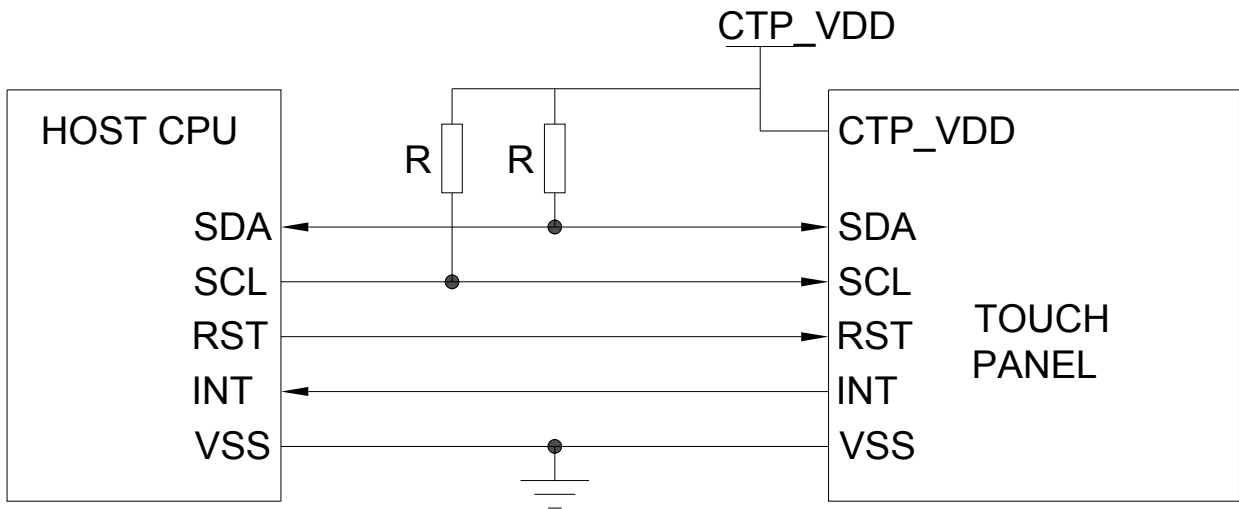 CTP_VDD
HOST CPU
CTP_VDD
R
R
SDA
SDA
SCL
SCL
RST
RST
TOUCH
PANEL
INT
INT
VSS
VSS